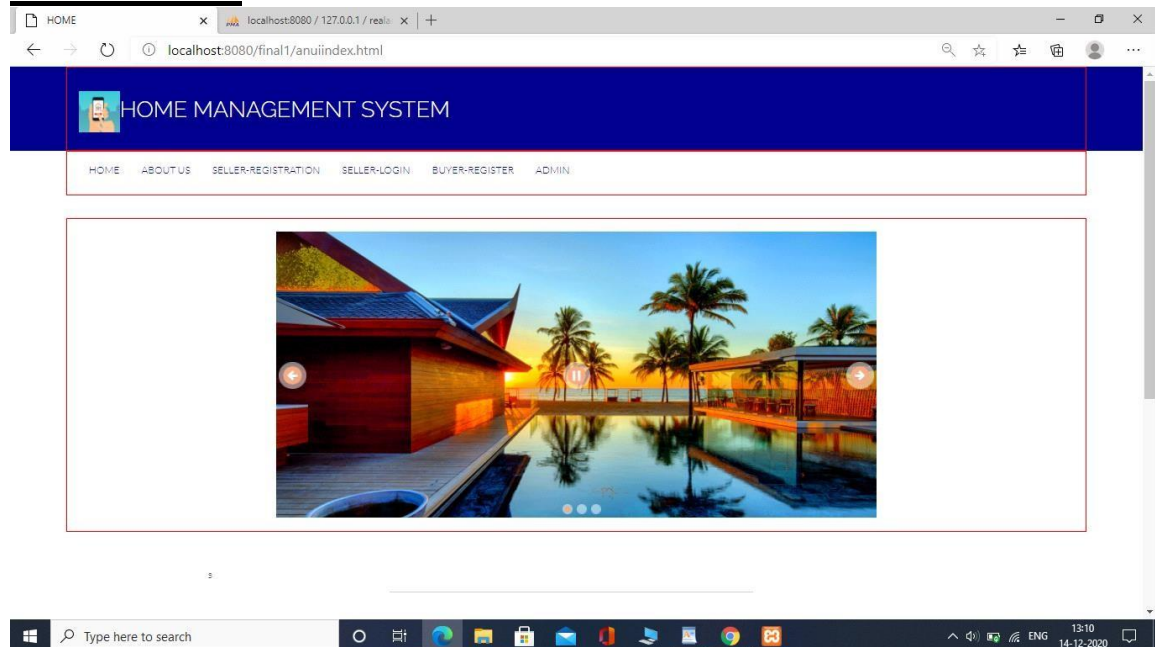 HOME
localhost:8080 / 127.0.0.1 / reala
localhost:8080/final1/anuiindex.html
HOME MANAGEMENT SYSTEM
HOME ABOUT US SELLER-REGISTRATION SELLER-LOGIN BUYER-REGISTER ADMIN
s
Type here to search
ENG
13:10
14-12-2020